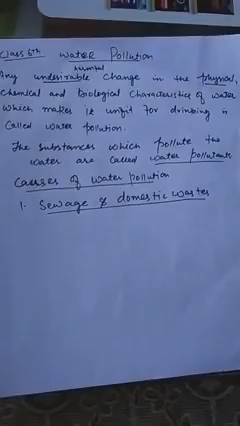 Class 6th Water Pollution
Any undesirable change in the physical,
chemical and Biological characteristics of water
which makes it unfit for drinking is
called water pollution.
The substances which pollute the
water are called water pollutants
Causes of water pollution
1. Sewage & domestic wastes